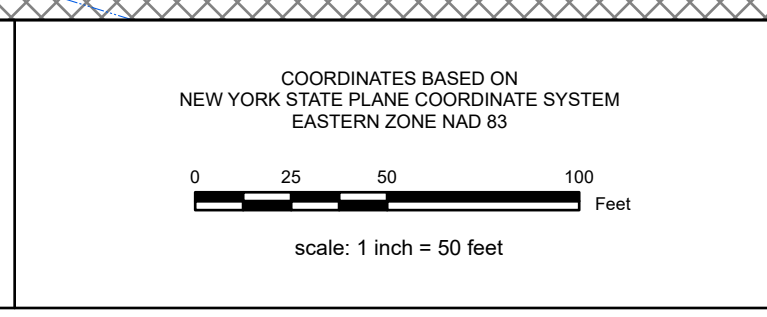 COORDINATES BASED ON
NEW YORK STATE PLANE COORDINATE SYSTEM
EASTERN ZONE NAD 83
0 25 50 100
Feet
scale: 1 inch = 50 feet